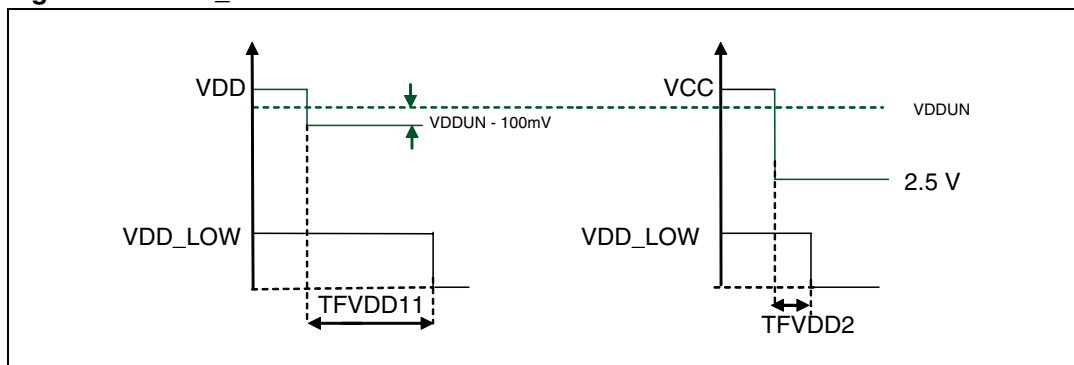 VDD
VDDUN - 100mV
VDD_LOW
TFVDD11
VCC
VDDUN
2.5 V
VDD_LOW
TFVDD2